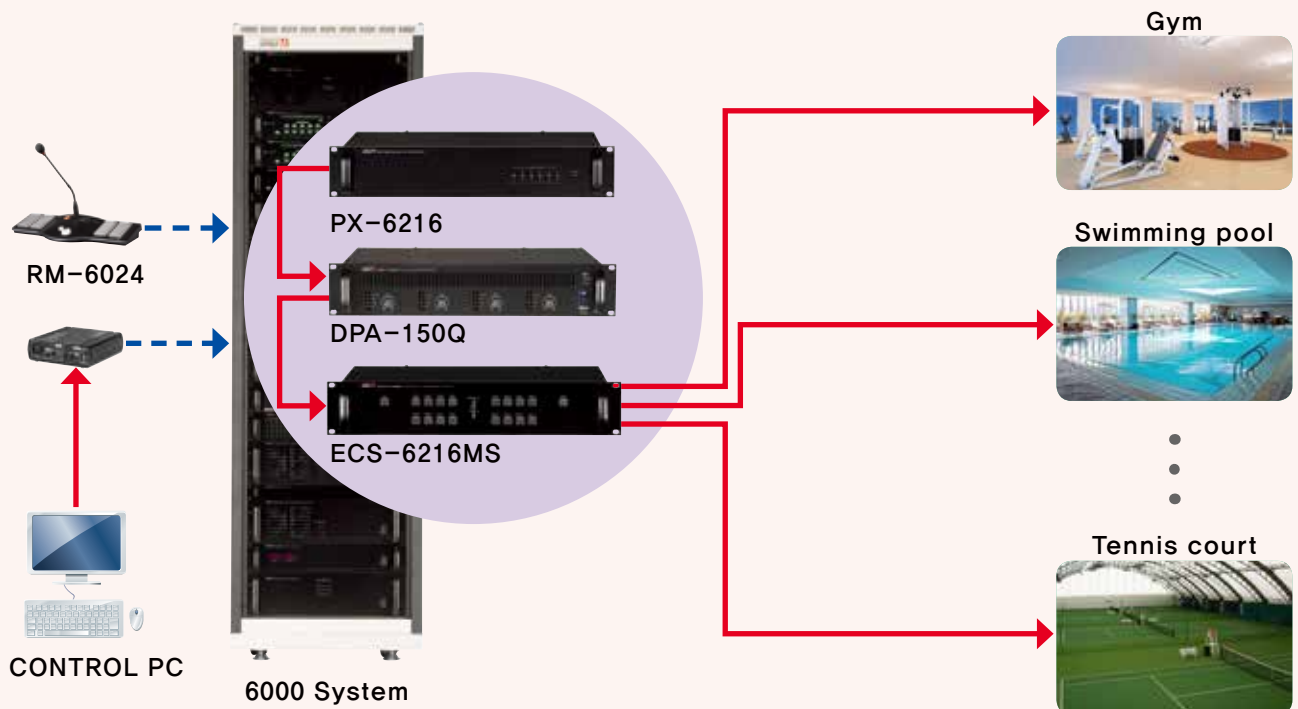 Gym
PX-6216
RM-6024
Swimming pool
DPA-150Q
ECS-6216MS
Tennis court
CONTROL PC
6000 System